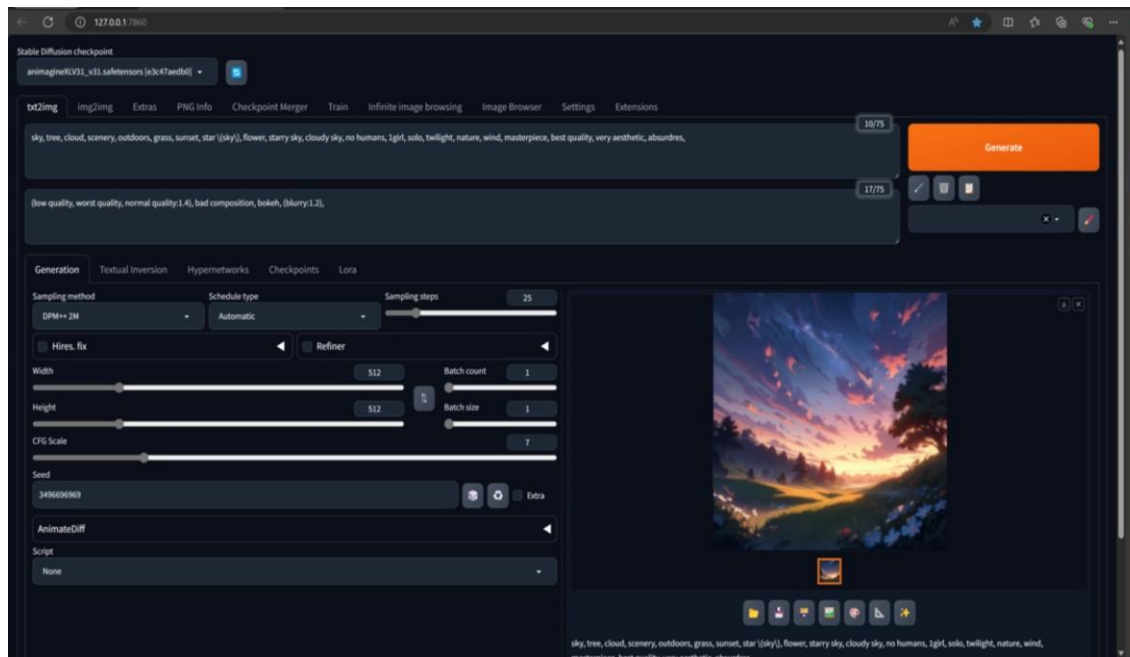 127.0.0.1:7860
Stable Diffusion checkpoint
animagineXLV31_v31.safetensors [e3c47aedb0]
txt2img img2img Extras PNG Info Checkpoint Merger Train Infinite image browsing Image Browser Settings Extensions
10/75
sky, tree, cloud, scenery, outdoors, grass, sunset, star \(sky\), flower, starry sky, cloudy sky, no humans, 1girl, solo, twilight, nature, wind, masterpiece, best quality, very aesthetic, absurdres,
Generate
17/75
(low quality, worst quality, normal quality:1.4), bad composition, bokeh, (blurry:1.2),
Generation Textual Inversion Hypernetworks Checkpoints Lora
Sampling method Schedule type Sampling steps 25
DPM++ 2M Automatic
Hires. fix Refiner
Width 512 Batch count 1
Height 512 Batch size 1
CFG Scale 7
Seed
3496696969 Extra
AnimateDiff
Script
None
sky, tree, cloud, scenery, outdoors, grass, sunset, star \(sky\), flower, starry sky, cloudy sky, no humans, 1girl, solo, twilight, nature, wind,
masterpiece, best quality, very aesthetic, absurdres